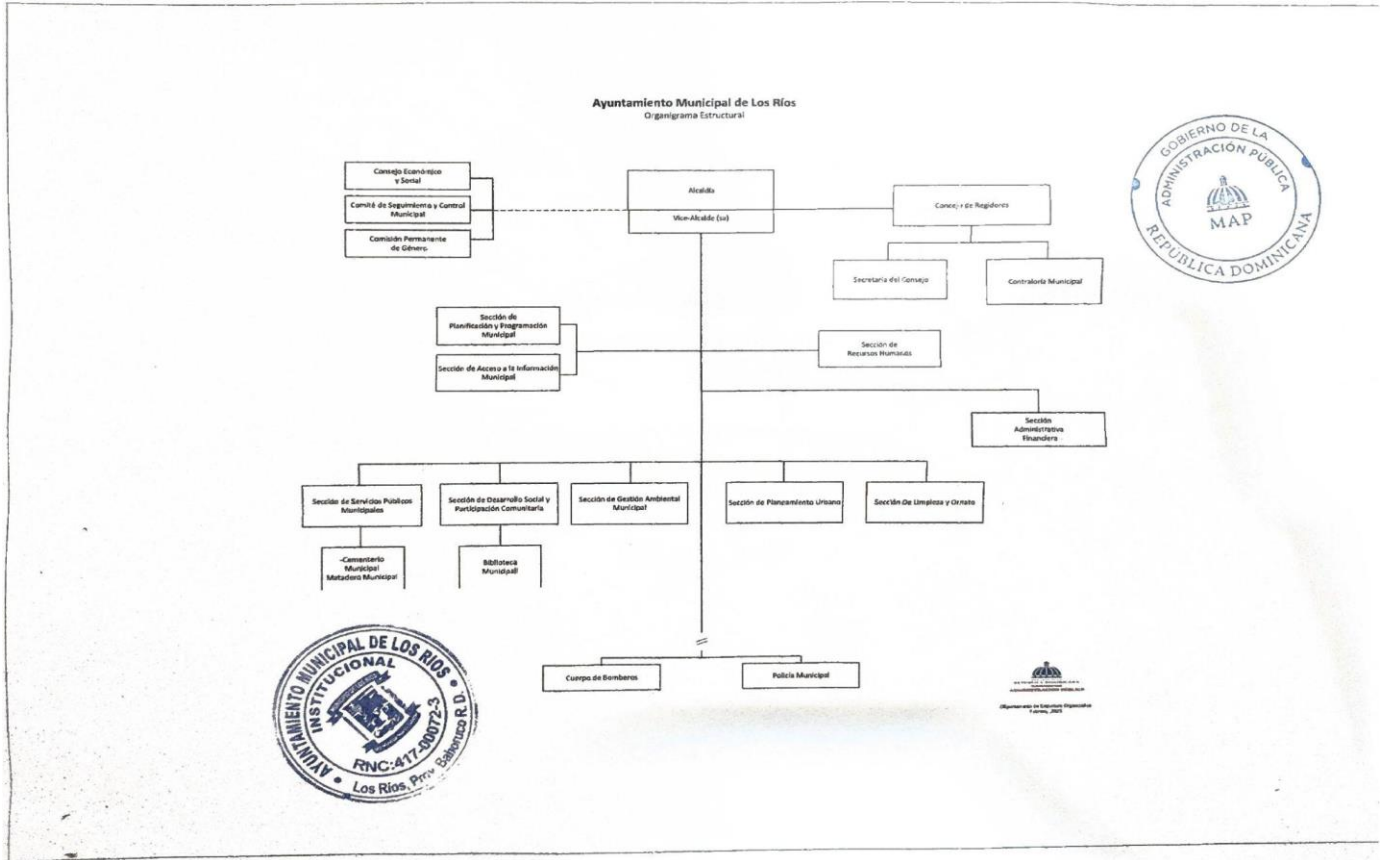 Ayuntamiento Municipal de Los Ríos
Organigrama Estructural
GOBIERNO DE LA
REPÚBLICA DOMINICANA
ADMINISTRACIÓN PÚBLICA
MAP
Consejo Económico
y Social
Comité de Seguimiento y Control
Municipal
Comisión Permanente
de Género
Alcaldía
Vice-Alcalde (sa)
Concejo de Regidores
Secretaría del Consejo
Contraloría Municipal
Sección de
Planificación y Programación
Municipal
Sección de Acceso a la Información
Municipal
Sección de
Recursos Humanos
Sección
Administrativa
Financiera
Sección de Servicios Públicos
Municipales
Sección de Desarrollo Social y
Participación Comunitaria
Sección de Gestión Ambiental
Municipal
Sección de Planeamiento Urbano
Sección De Limpieza y Ornato
-Cementerio
Municipal
Matadero Municipal
Biblioteca
Municipall
Cuerpo de Bomberos
Policía Municipal
AYUNTAMIENTO MUNICIPAL DE LOS RIOS
INSTITUCIONAL
RNC:417-00072-3
Los Ríos, Prov. Bahoruco R.D.
ADMINISTRACIÓN PÚBLICA